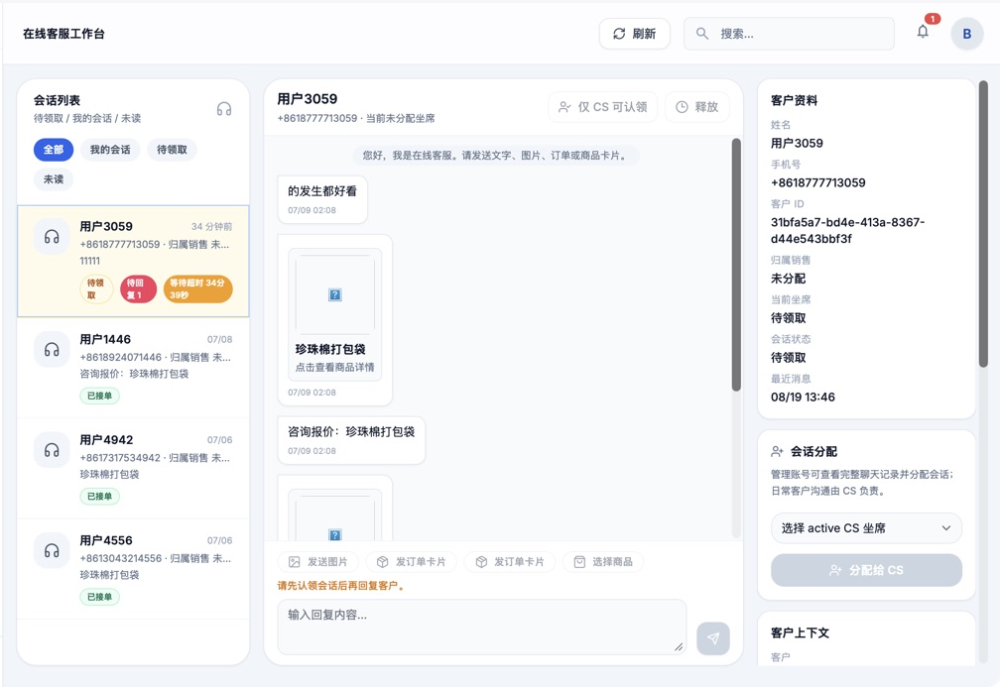 在线客服工作台
刷新
搜索...
1
B
会话列表
待领取 / 我的会话 / 未读
全部
我的会话
待领取
未读
用户3059
34 分钟前
+8618777713059 · 归属销售 未...
11111
待领
取
待回
复 1
等待超时 34分
39秒
用户1446
07/08
+8618924071446 · 归属销售 未...
咨询报价：珍珠棉打包袋
已接单
用户4942
07/06
+8617317534942 · 归属销售 未...
珍珠棉打包袋
已接单
用户4556
07/06
+8613043214556 · 归属销售 未...
珍珠棉打包袋
已接单
用户3059
+8618777713059 · 当前未分配坐席
仅 CS 可认领
释放
您好，我是在线客服。请发送文字、图片、订单或商品卡片。
的发生都好看
07/09 02:08
?
珍珠棉打包袋
点击查看商品详情
07/09 02:08
咨询报价：珍珠棉打包袋
07/09 02:08
?
发送图片
发订单卡片
发订单卡片
选择商品
请先认领会话后再回复客户。
输入回复内容...
客户资料
姓名
用户3059
手机号
+8618777713059
客户 ID
31bfa5a7-bd4e-413a-8367-
d44e543bbf3f
归属销售
未分配
当前坐席
待领取
会话状态
待领取
最近消息
08/19 13:46
会话分配
管理账号可查看完整聊天记录并分配会话；
日常客户沟通由 CS 负责。
选择 active CS 坐席
分配给 CS
客户上下文
客户